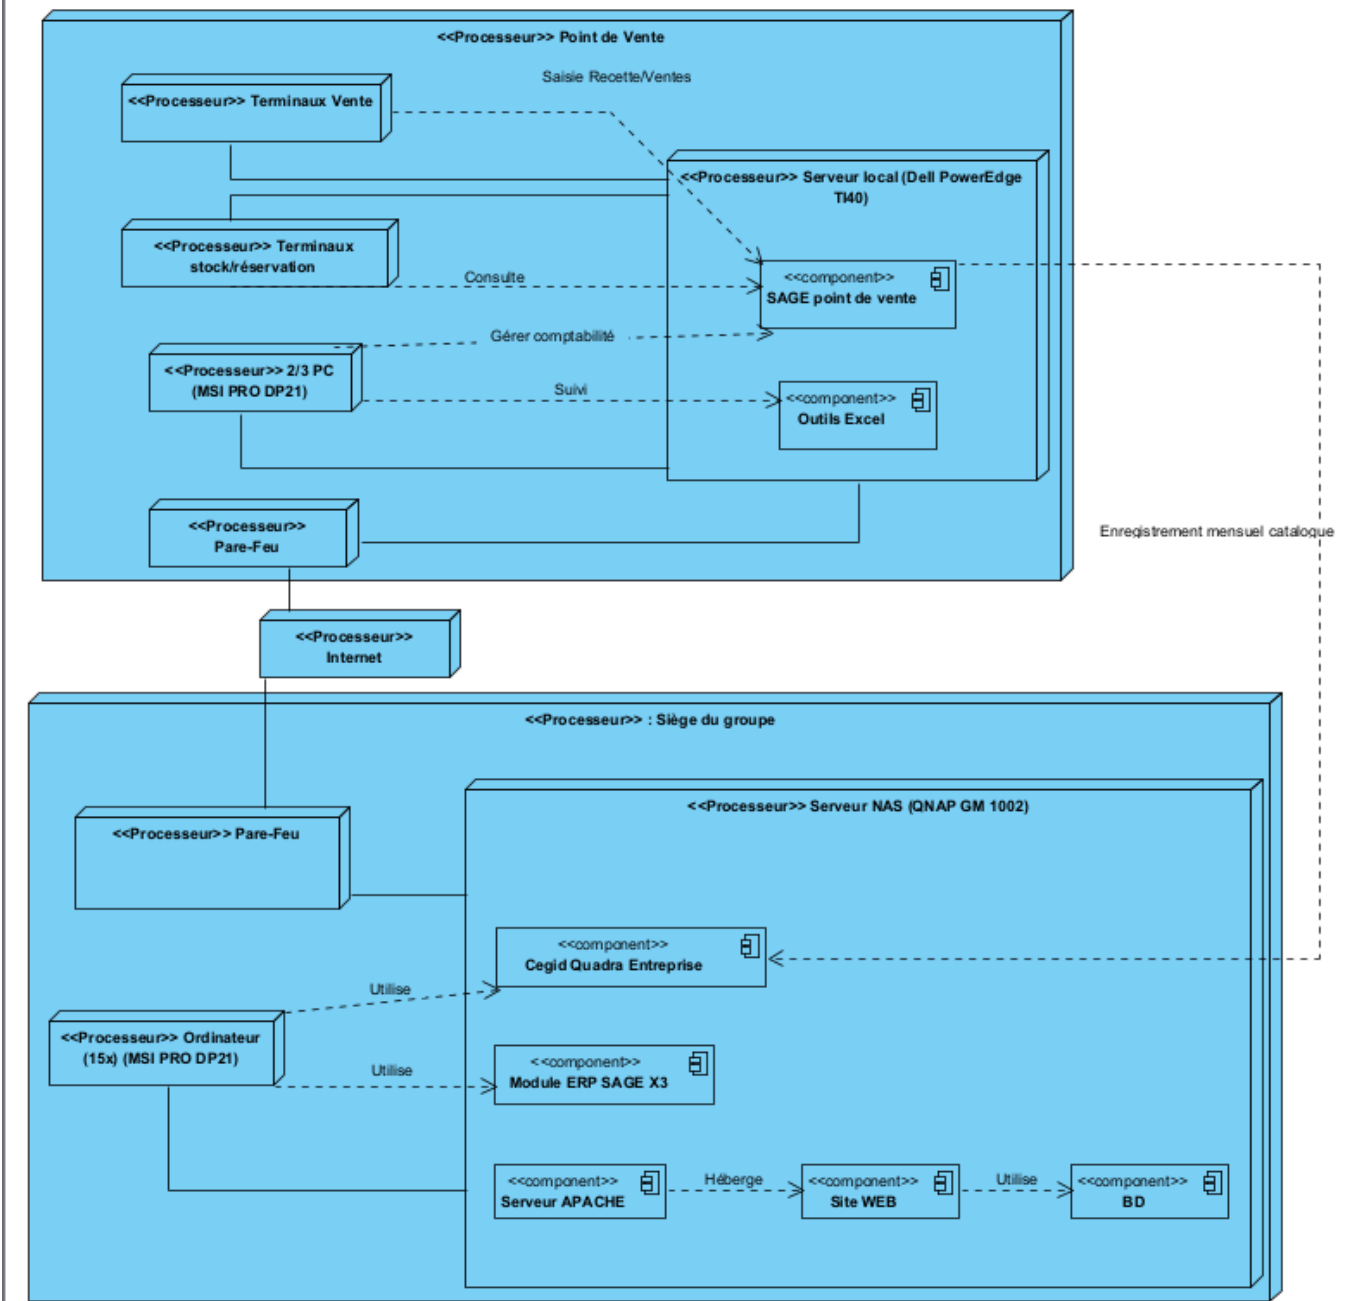 <<Processeur>> Point de Vente
Saisie Recette/Ventes
<<Processeur>> Terminaux Vente
<<Processeur>> Serveur local (Dell PowerEdge
TI40)
<<Processeur>> Terminaux
stock/réservation
Consulte
<<component>>
SAGE point de vente
Gérer comptabilité
<<Processeur>> 2/3 PC
(MSI PRO DP21)
Suivi
<<component>>
Outils Excel
<<Processeur>>
Pare-Feu
Enregistrement mensuel catalogue
<<Processeur>>
Internet
<<Processeur>> : Siège du groupe
<<Processeur>> Serveur NAS (QNAP GM 1002)
<<Processeur>> Pare-Feu
<<component>>
Cegid Quadra Entreprise
Utilise
<<Processeur>> Ordinateur
(15x) (MSI PRO DP21)
Utilise
<<component>>
Module ERP SAGE X3
<<component>>
Serveur APACHE
Héberge
<<component>>
Site WEB
Utilise
<<component>>
BD